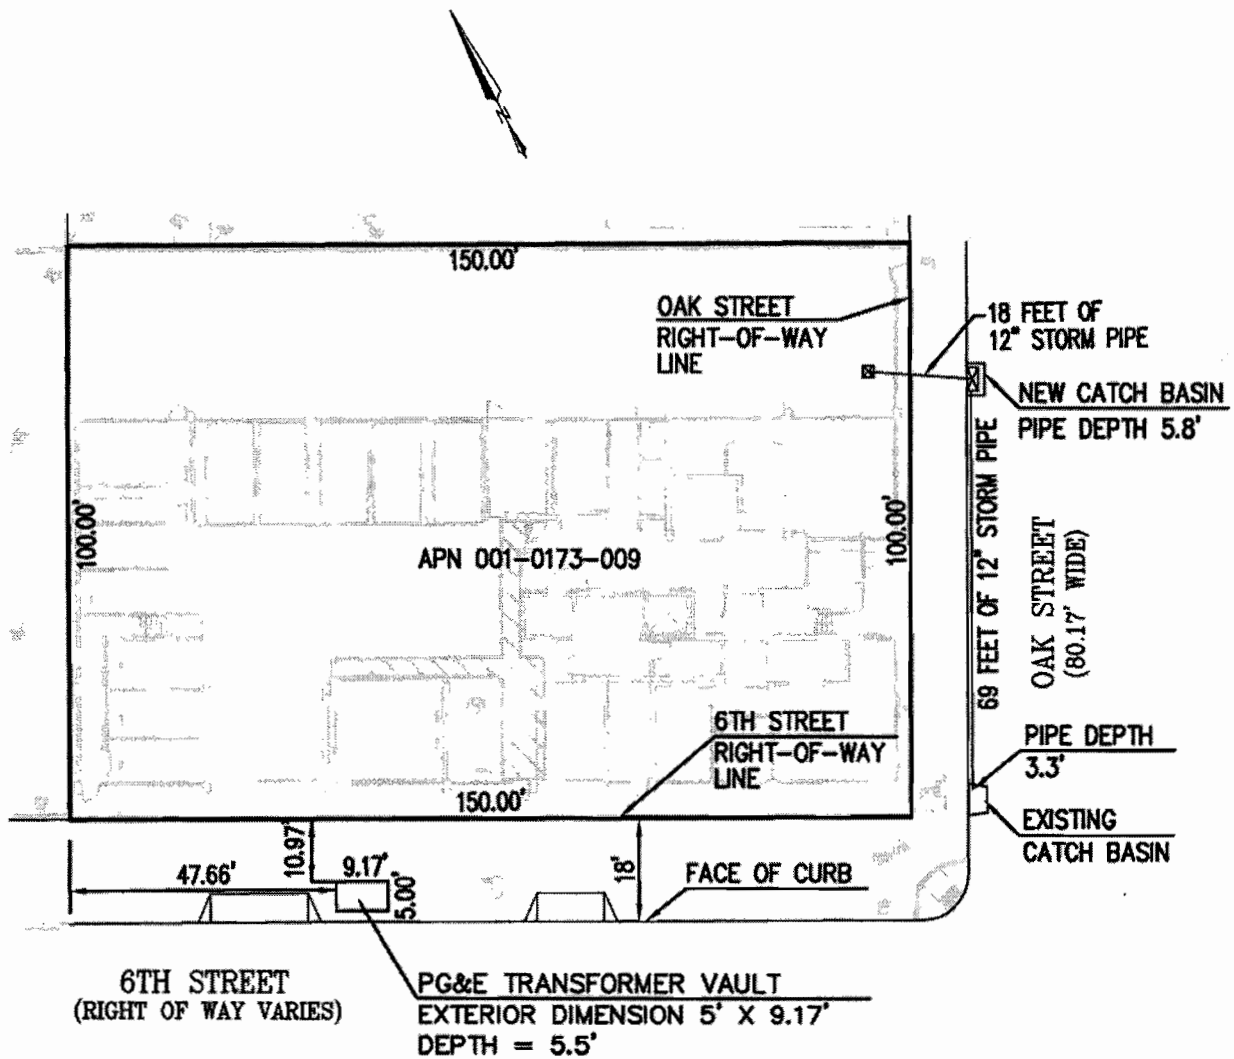 N
150.00'
OAK STREET
RIGHT-OF-WAY
LINE
18 FEET OF
12" STORM PIPE
NEW CATCH BASIN
PIPE DEPTH 5.8'
69 FEET OF 12" STORM PIPE
100.00'
100.00'
APN 001-0173-009
OAK STREET
(80.17' WIDE)
6TH STREET
RIGHT-OF-WAY
LINE
PIPE DEPTH
3.3'
150.00'
EXISTING
CATCH BASIN
10.97'
47.66'
9.17'
5.00'
18'
FACE OF CURB
6TH STREET
(RIGHT OF WAY VARIES)
PG&E TRANSFORMER VAULT
EXTERIOR DIMENSION 5' X 9.17'
DEPTH = 5.5'